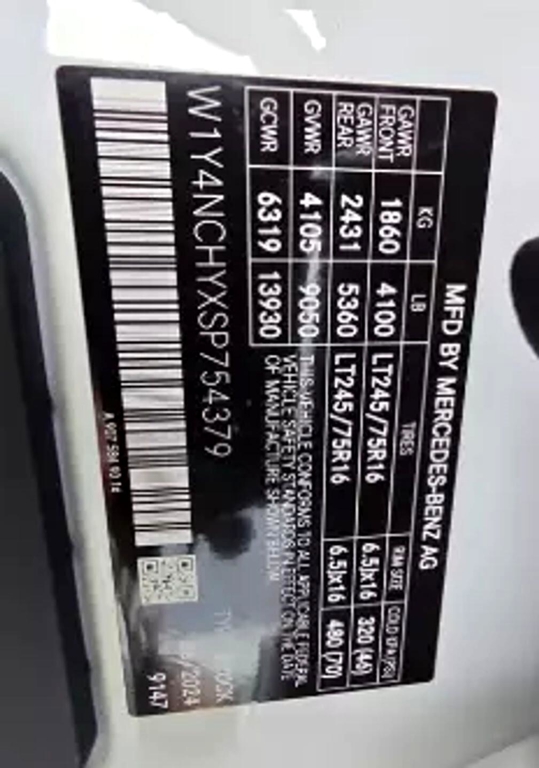 MFD BY MERCEDES-BENZ AG
KG LB TIRES RIM SIZE COLD
GAWR FRONT 1860 4100 LT245/75R16 6.5Jx16 320 (46)
GAWR REAR 2431 5360 LT245/75R16 6.5Jx16 480 (70)
GVWR 4105 9050
GCWR 6319 13930
THIS VEHICLE CONFORMS TO ALL APPLICABLE FEDERAL
VEHICLE SAFETY STANDARDS IN EFFECT ON THE DATE
OF MANUFACTURE SHOWN BELOW
W1Y4NCHYXSP754379
2024
9147